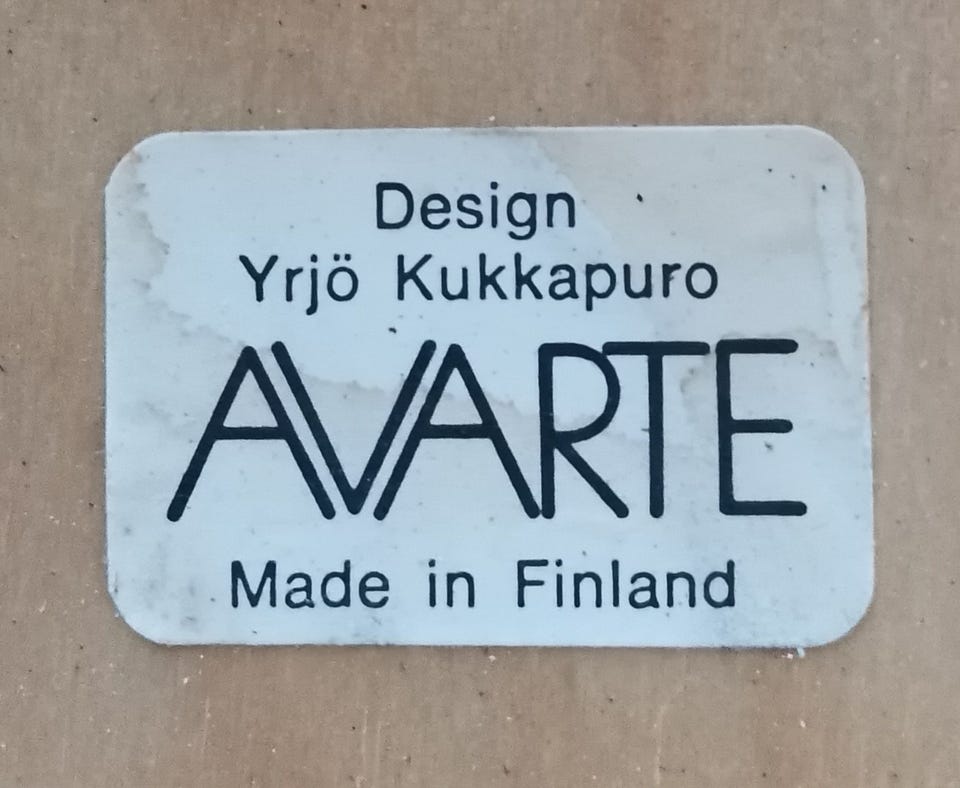 Design
Yrjö Kukkapuro
AVARTE
Made in Finland